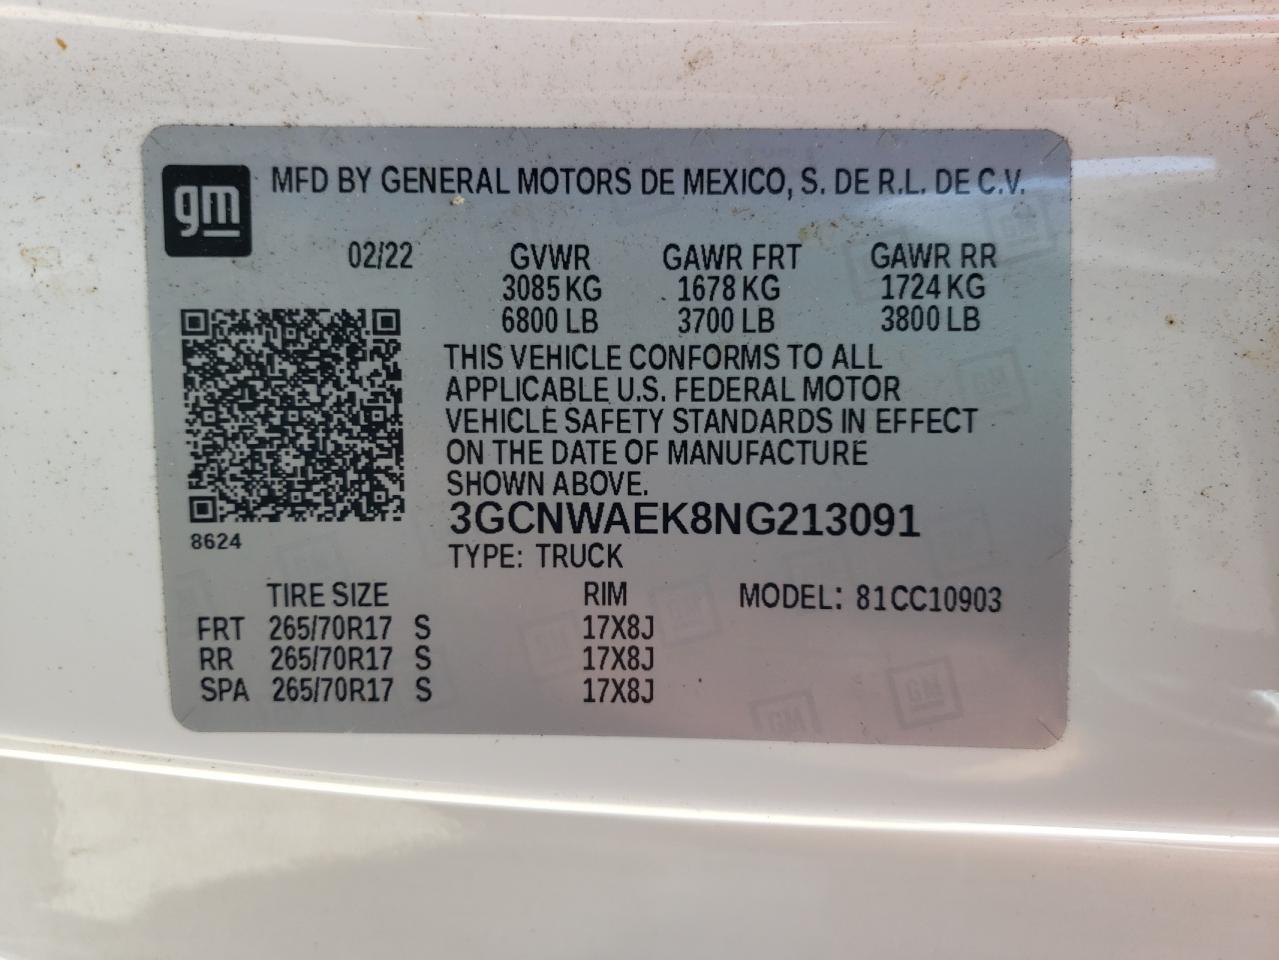 gm
MFD BY GENERAL MOTORS DE MEXICO, S. DE R.L. DE C.V.
02/22 GVWR GAWR FRT GAWR RR
3085 KG 1678 KG 1724 KG
6800 LB 3700 LB 3800 LB
THIS VEHICLE CONFORMS TO ALL
APPLICABLE U.S. FEDERAL MOTOR
VEHICLE SAFETY STANDARDS IN EFFECT
ON THE DATE OF MANUFACTURE
SHOWN ABOVE.
3GCNWAEK8NG213091
8624
TYPE: TRUCK
TIRE SIZE RIM MODEL: 81CC10903
FRT 265/70R17 S 17X8J
RR 265/70R17 S 17X8J
SPA 265/70R17 S 17X8J